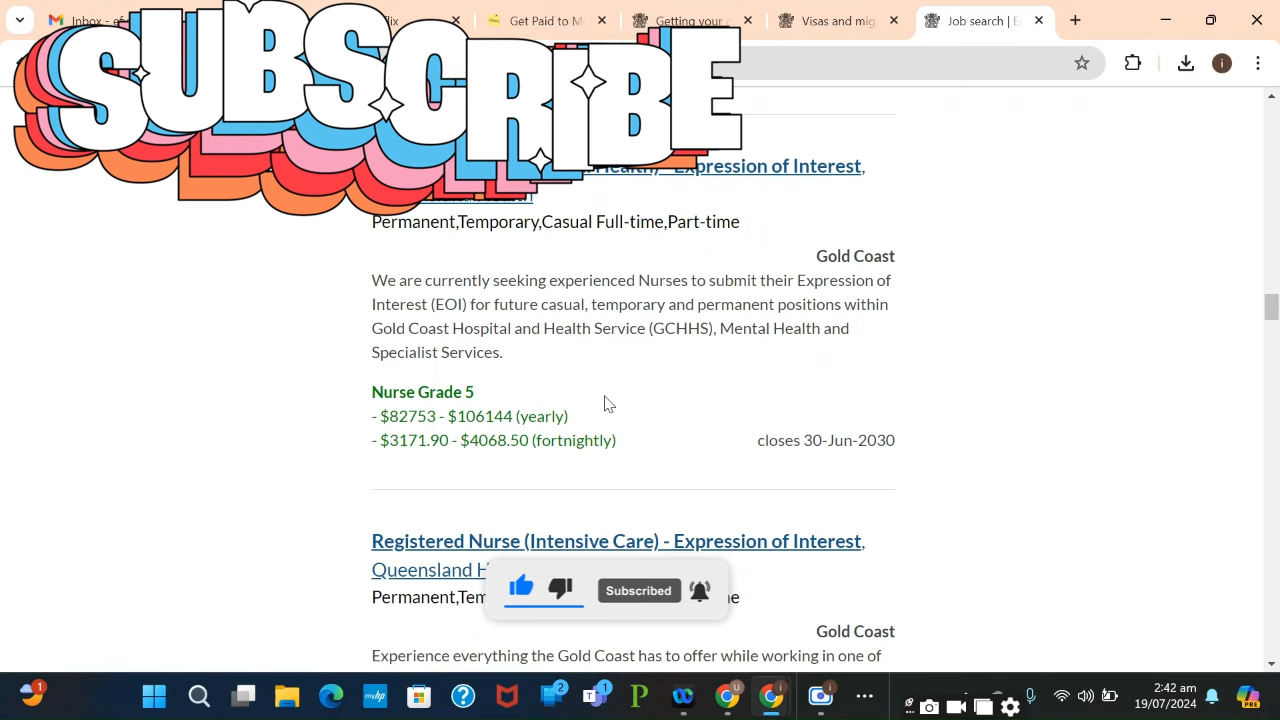 Inbox - ef
flix
Get Paid to M
Getting your c
Visas and mig
Job search | E
SUBSCRIBE
Health) - Expression of Interest,
Permanent,Temporary,Casual Full-time,Part-time
Gold Coast
We are currently seeking experienced Nurses to submit their Expression of
Interest (EOI) for future casual, temporary and permanent positions within
Gold Coast Hospital and Health Service (GCHHS), Mental Health and
Specialist Services.
Nurse Grade 5
- $82753 - $106144 (yearly)
- $3171.90 - $4068.50 (fortnightly)
closes 30-Jun-2030
Registered Nurse (Intensive Care) - Expression of Interest,
Queensland H
Permanent,Tem
me
Subscribed
Gold Coast
Experience everything the Gold Coast has to offer while working in one of
2:42 am
19/07/2024